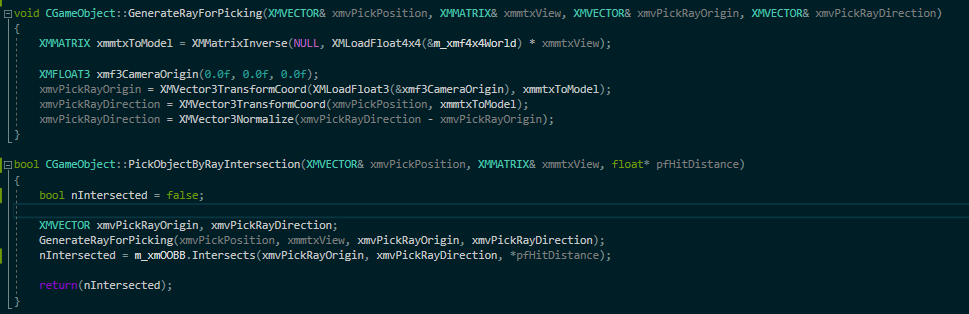 void CGameObject::GenerateRayForPicking(XMVECTOR& xmvPickPosition, XMMATRIX& xmmtxView, XMVECTOR& xmvPickRayOrigin, XMVECTOR& xmvPickRayDirection)
{
XMMATRIX xmmtxToModel = XMMatrixInverse(NULL, XMLoadFloat4x4(&m_xmf4x4World) * xmmtxView);
XMFLOAT3 xmf3CameraOrigin(0.0f, 0.0f, 0.0f);
xmvPickRayOrigin = XMVector3TransformCoord(XMLoadFloat3(&xmf3CameraOrigin), xmmtxToModel);
xmvPickRayDirection = XMVector3TransformCoord(xmvPickPosition, xmmtxToModel);
xmvPickRayDirection = XMVector3Normalize(xmvPickRayDirection - xmvPickRayOrigin);
}
bool CGameObject::PickObjectByRayIntersection(XMVECTOR& xmvPickPosition, XMMATRIX& xmmtxView, float* pfHitDistance)
{
bool nIntersected = false;
XMVECTOR xmvPickRayOrigin, xmvPickRayDirection;
GenerateRayForPicking(xmvPickPosition, xmmtxView, xmvPickRayOrigin, xmvPickRayDirection);
nIntersected = m_xmOOBB.Intersects(xmvPickRayOrigin, xmvPickRayDirection, *pfHitDistance);
return(nIntersected);
}